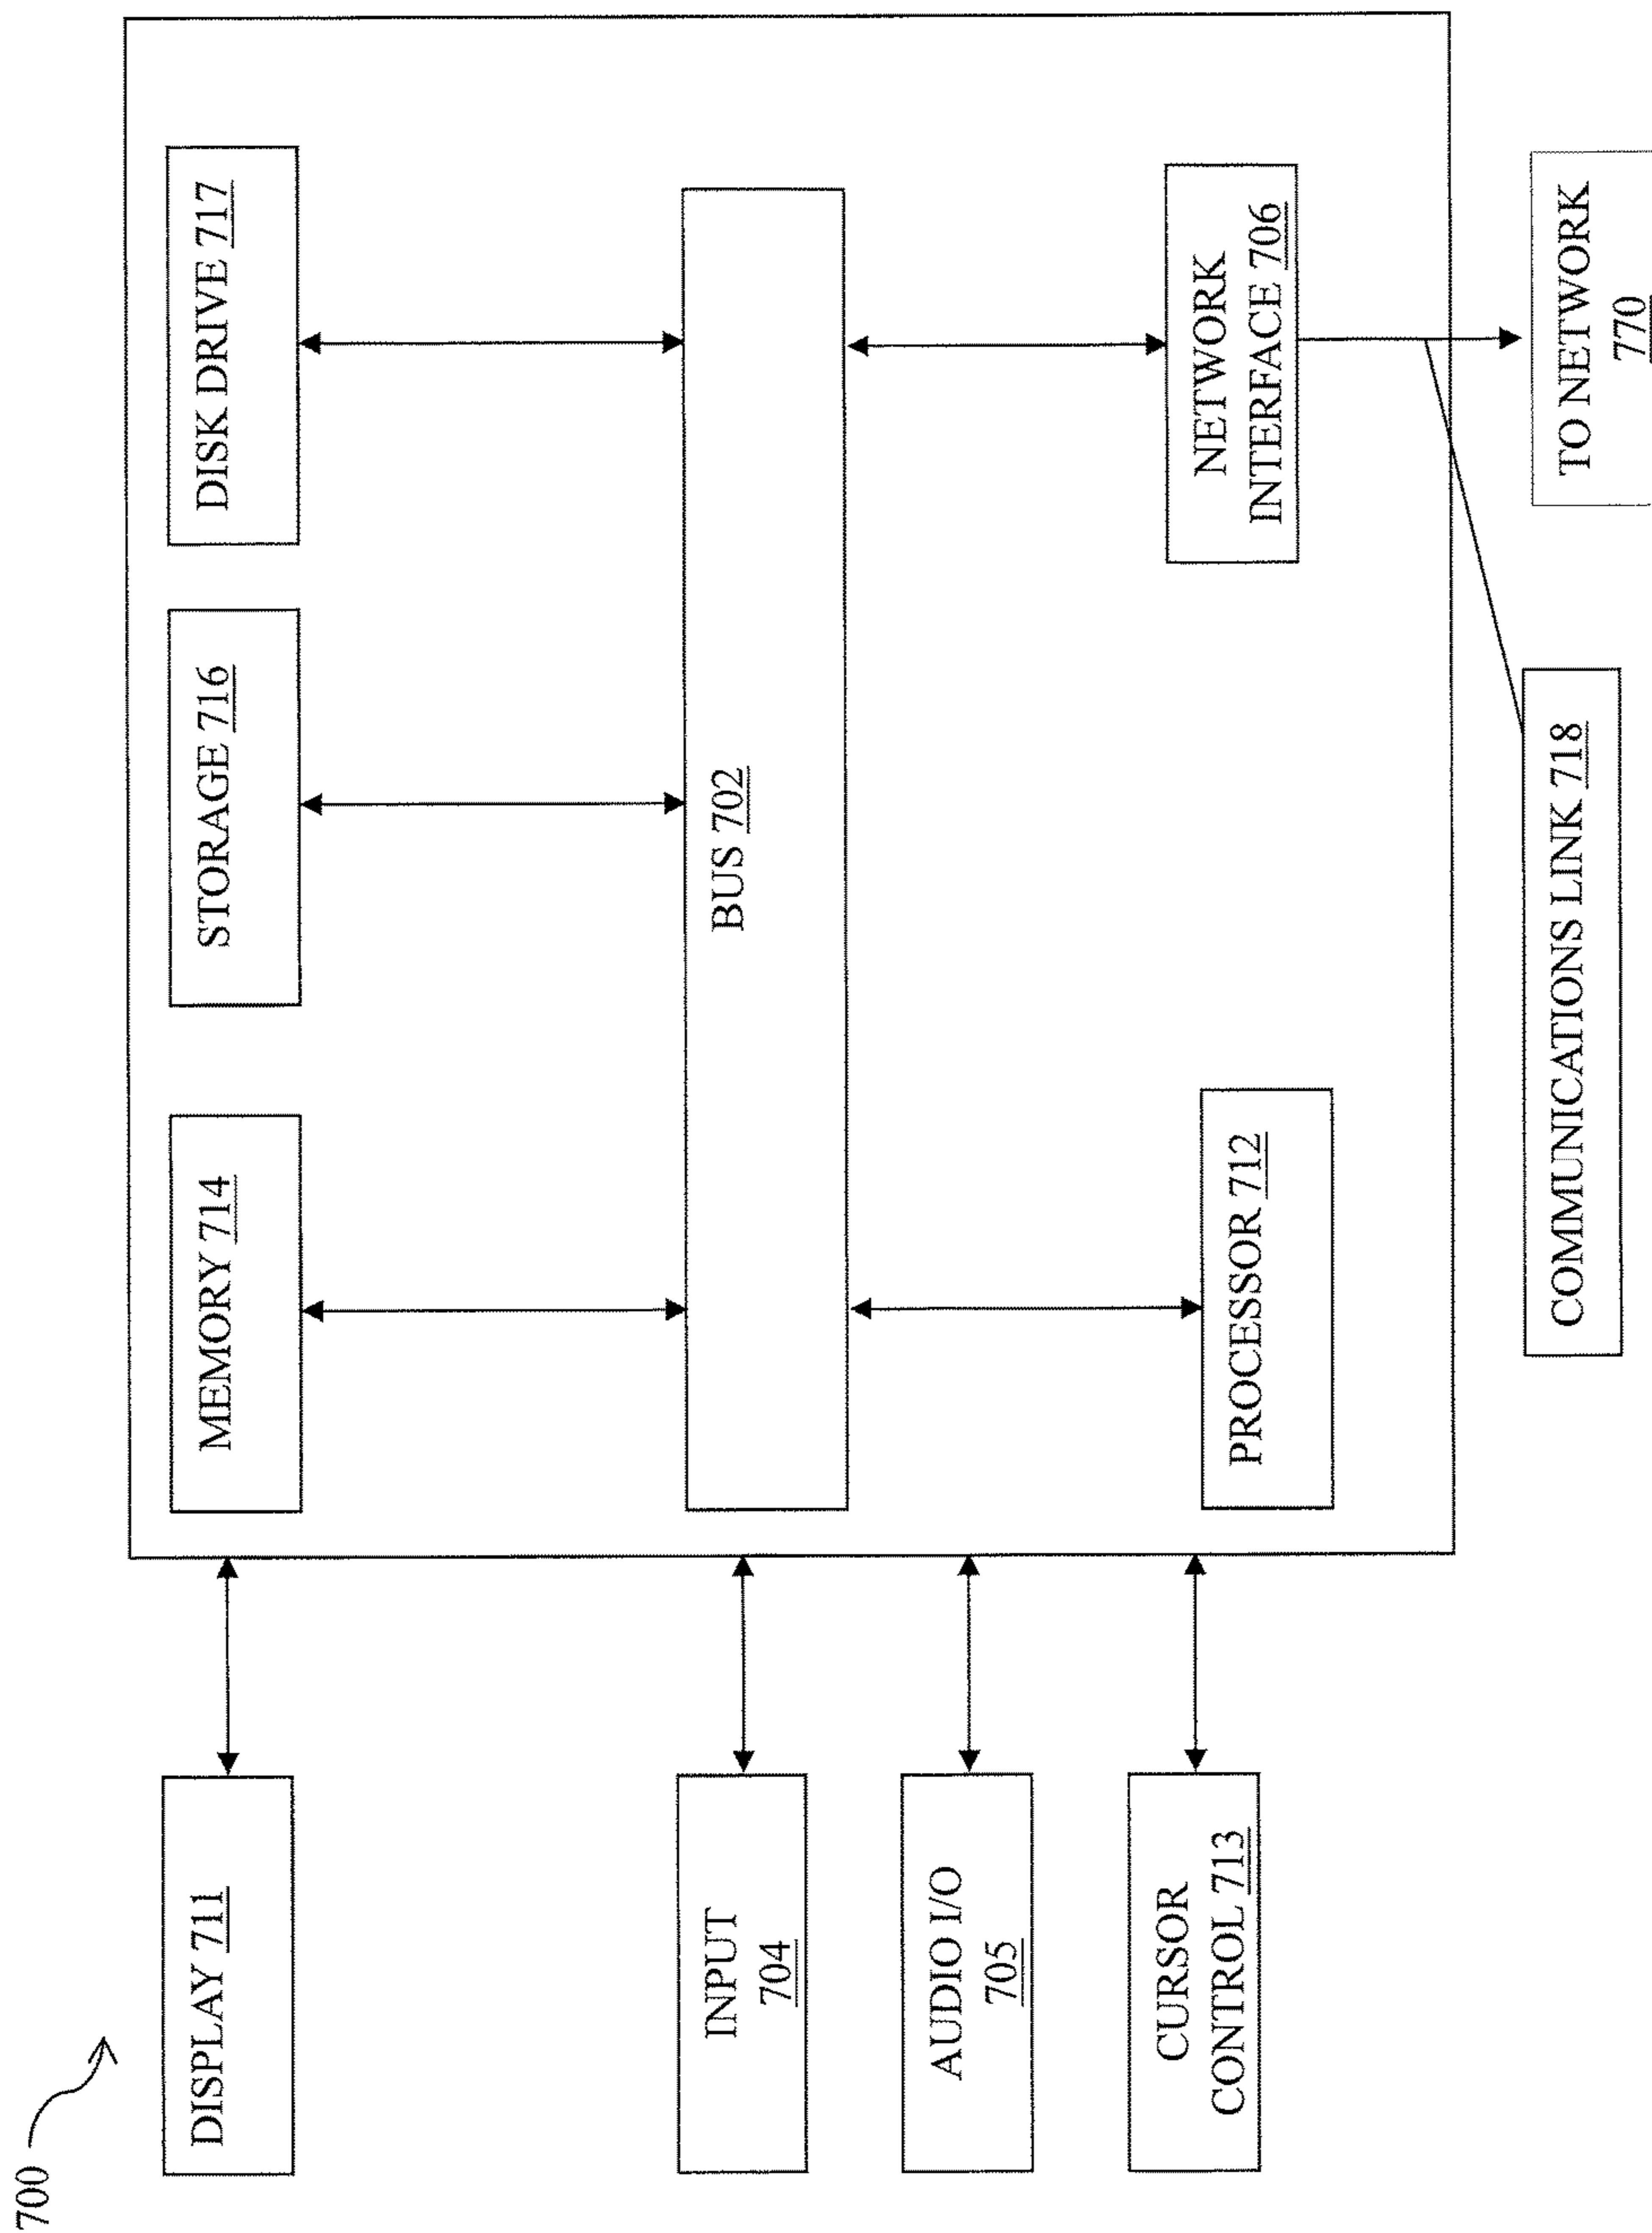 700
DISPLAY 711
MEMORY 714
STORAGE 716
DISK DRIVE 717
INPUT
704
BUS 702
AUDIO I/O
705
CURSOR
CONTROL 713
PROCESSOR 712
NETWORK
INTERFACE 706
COMMUNICATIONS LINK 718
TO NETWORK
770